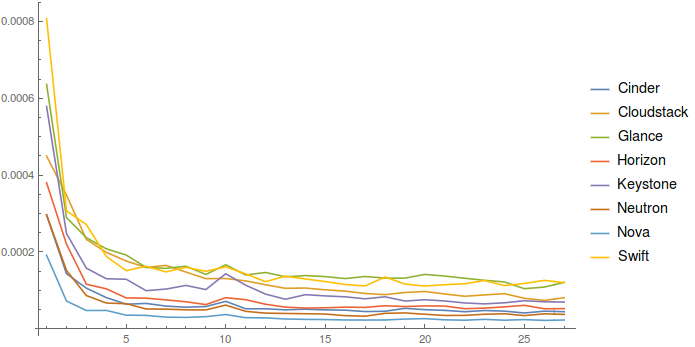 0.0008
0.0006
0.0004
0.0002
5
10
15
20
25
Cinder
Cloudstack
Glance
Horizon
Keystone
Neutron
Nova
Swift